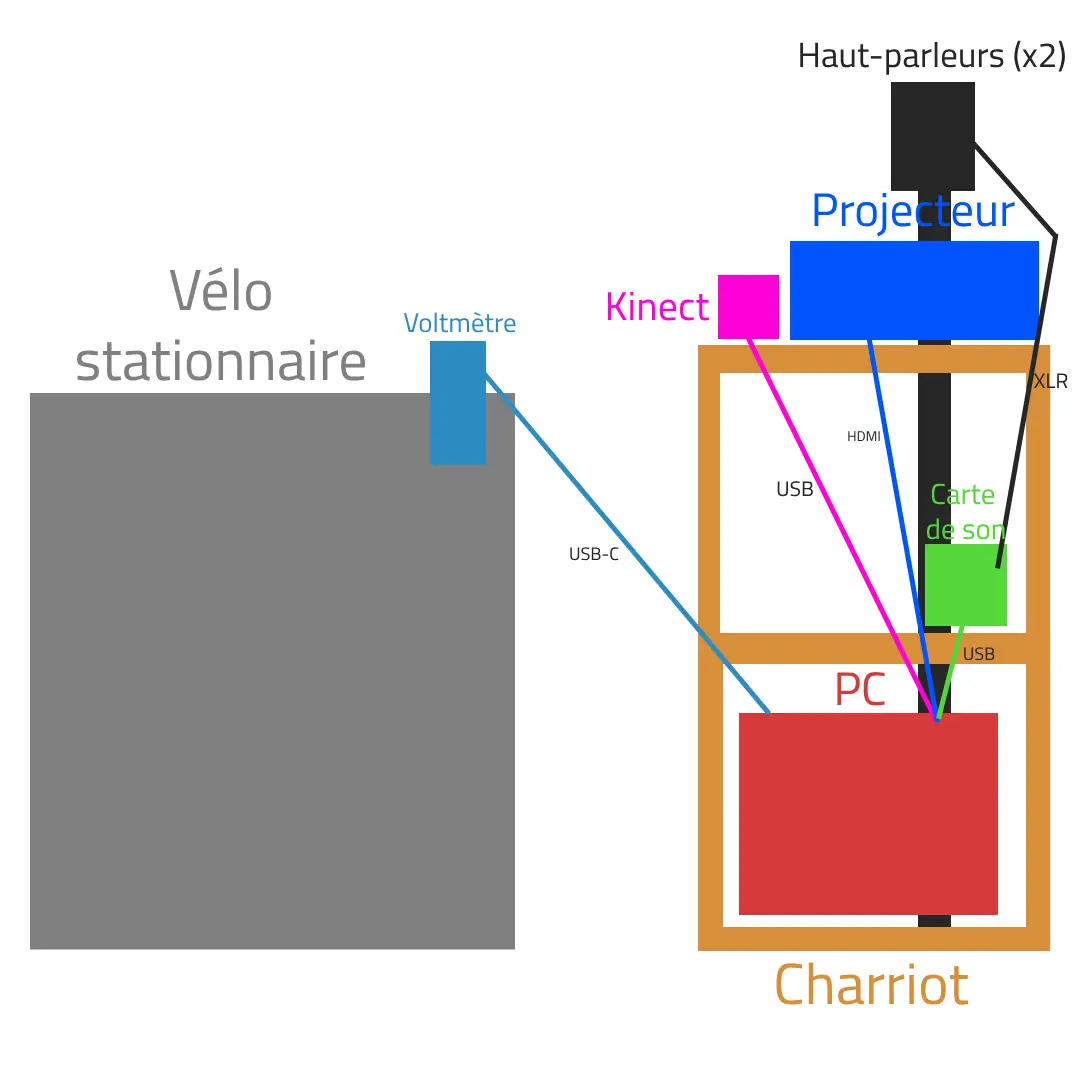 Haut-parleurs (x2)
Projecteur
Kinect
Vélo
stationnaire
Voltmètre
XLR
HDMI
USB
Carte
de son
USB-C
USB
PC
Charriot